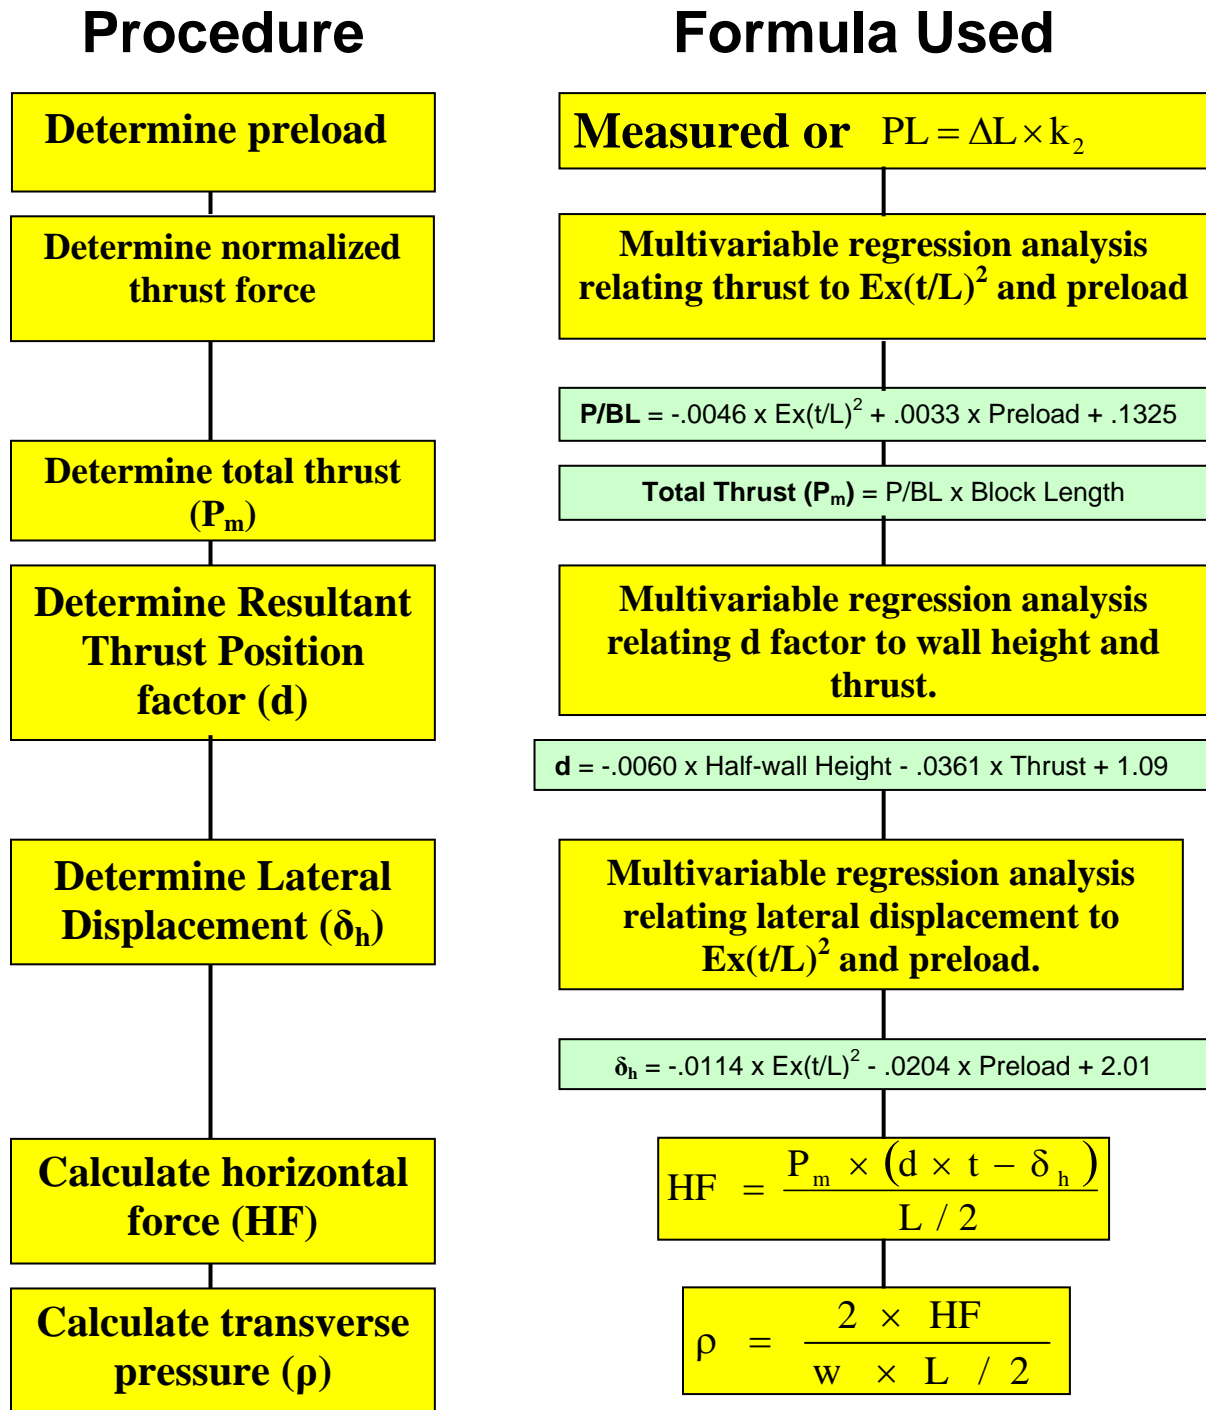 Procedure
Formula Used
Determine preload
Measured or PL = ΔL × k₂
Determine normalized
thrust force
Multivariable regression analysis
relating thrust to Ex(t/L)² and preload
P/BL = -.0046 x Ex(t/L)² + .0033 x Preload + .1325
Determine total thrust
(Pₘ)
Total Thrust (Pₘ) = P/BL x Block Length
Determine Resultant
Thrust Position
factor (d)
Multivariable regression analysis
relating d factor to wall height and
thrust.
d = -.0060 x Half-wall Height - .0361 x Thrust + 1.09
Determine Lateral
Displacement (δₕ)
Multivariable regression analysis
relating lateral displacement to
Ex(t/L)² and preload.
δₕ = -.0114 x Ex(t/L)² - .0204 x Preload + 2.01
Calculate horizontal
force (HF)
HF = Pₘ × (d × t − δₕ)
L / 2
Calculate transverse
pressure (ρ)
ρ = 2 × HF
w × L / 2